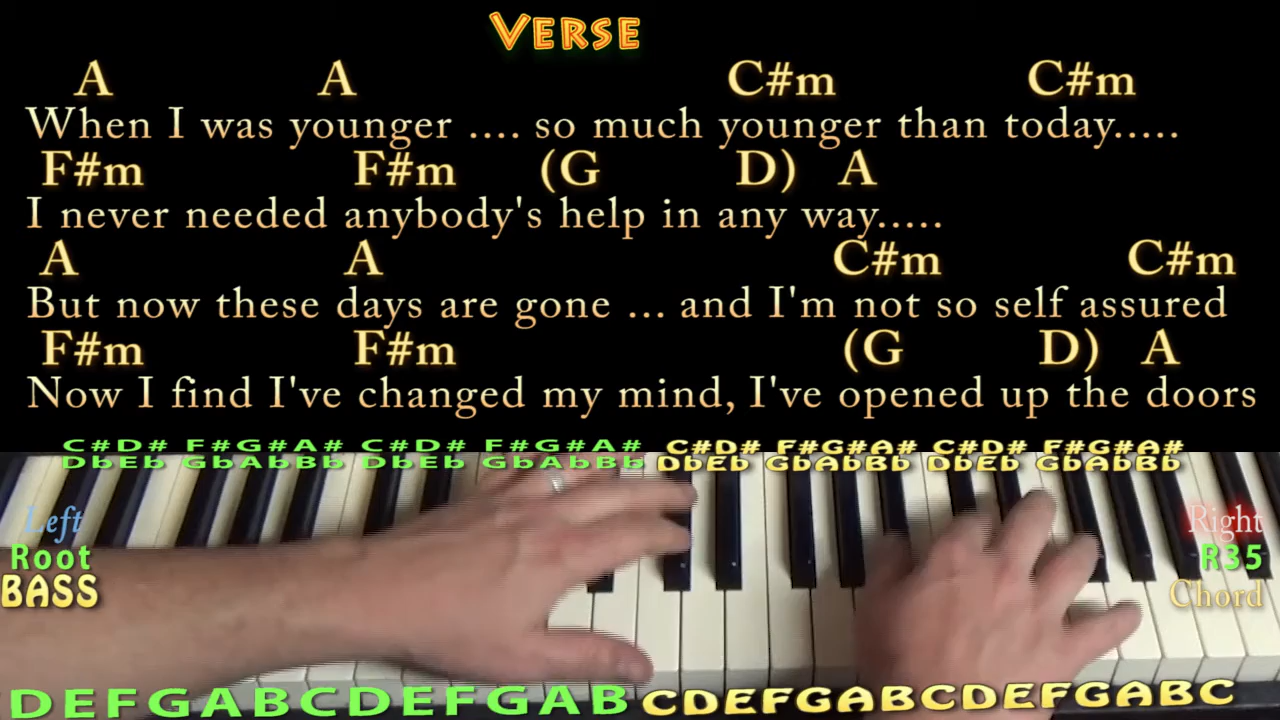 VERSE
A A C#m C#m
When I was younger .... so much younger than today.....
F#m F#m (G D) A
I never needed anybody's help in any way.....
A A C#m C#m
But now these days are gone ... and I'm not so self assured
F#m F#m (G D) A
Now I find I've changed my mind, I've opened up the doors
C#D# F#G#A# C#D# F#G#A# C#D# F#G#A# C#D# F#G#A#
DbEb GbAbBb DbEb GbAbBb DbEb GbAbBb DbEb GbAbBb
Left
Root
BASS
Right
R35
Chord
DEFGABCDEFGAB CDEFGABCDEFGABC